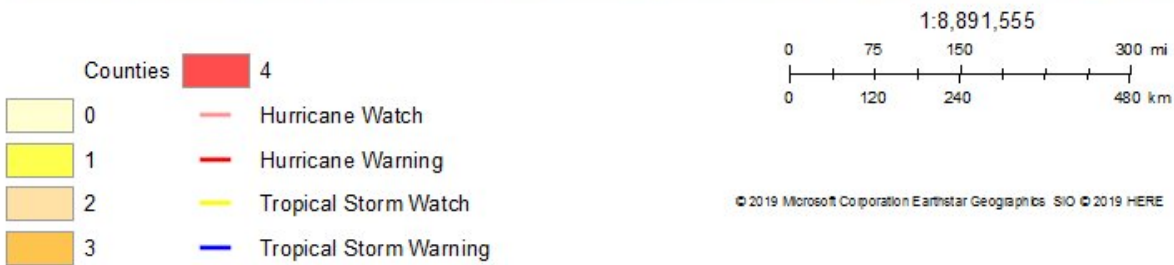 1:8,891,555
0 75 150 300 mi
0 120 240 480 km
Counties 4
0 Hurricane Watch
1 Hurricane Warning
2 Tropical Storm Watch
3 Tropical Storm Warning
© 2019 Microsoft Corporation Earthstar Geographics SIO © 2019 HERE